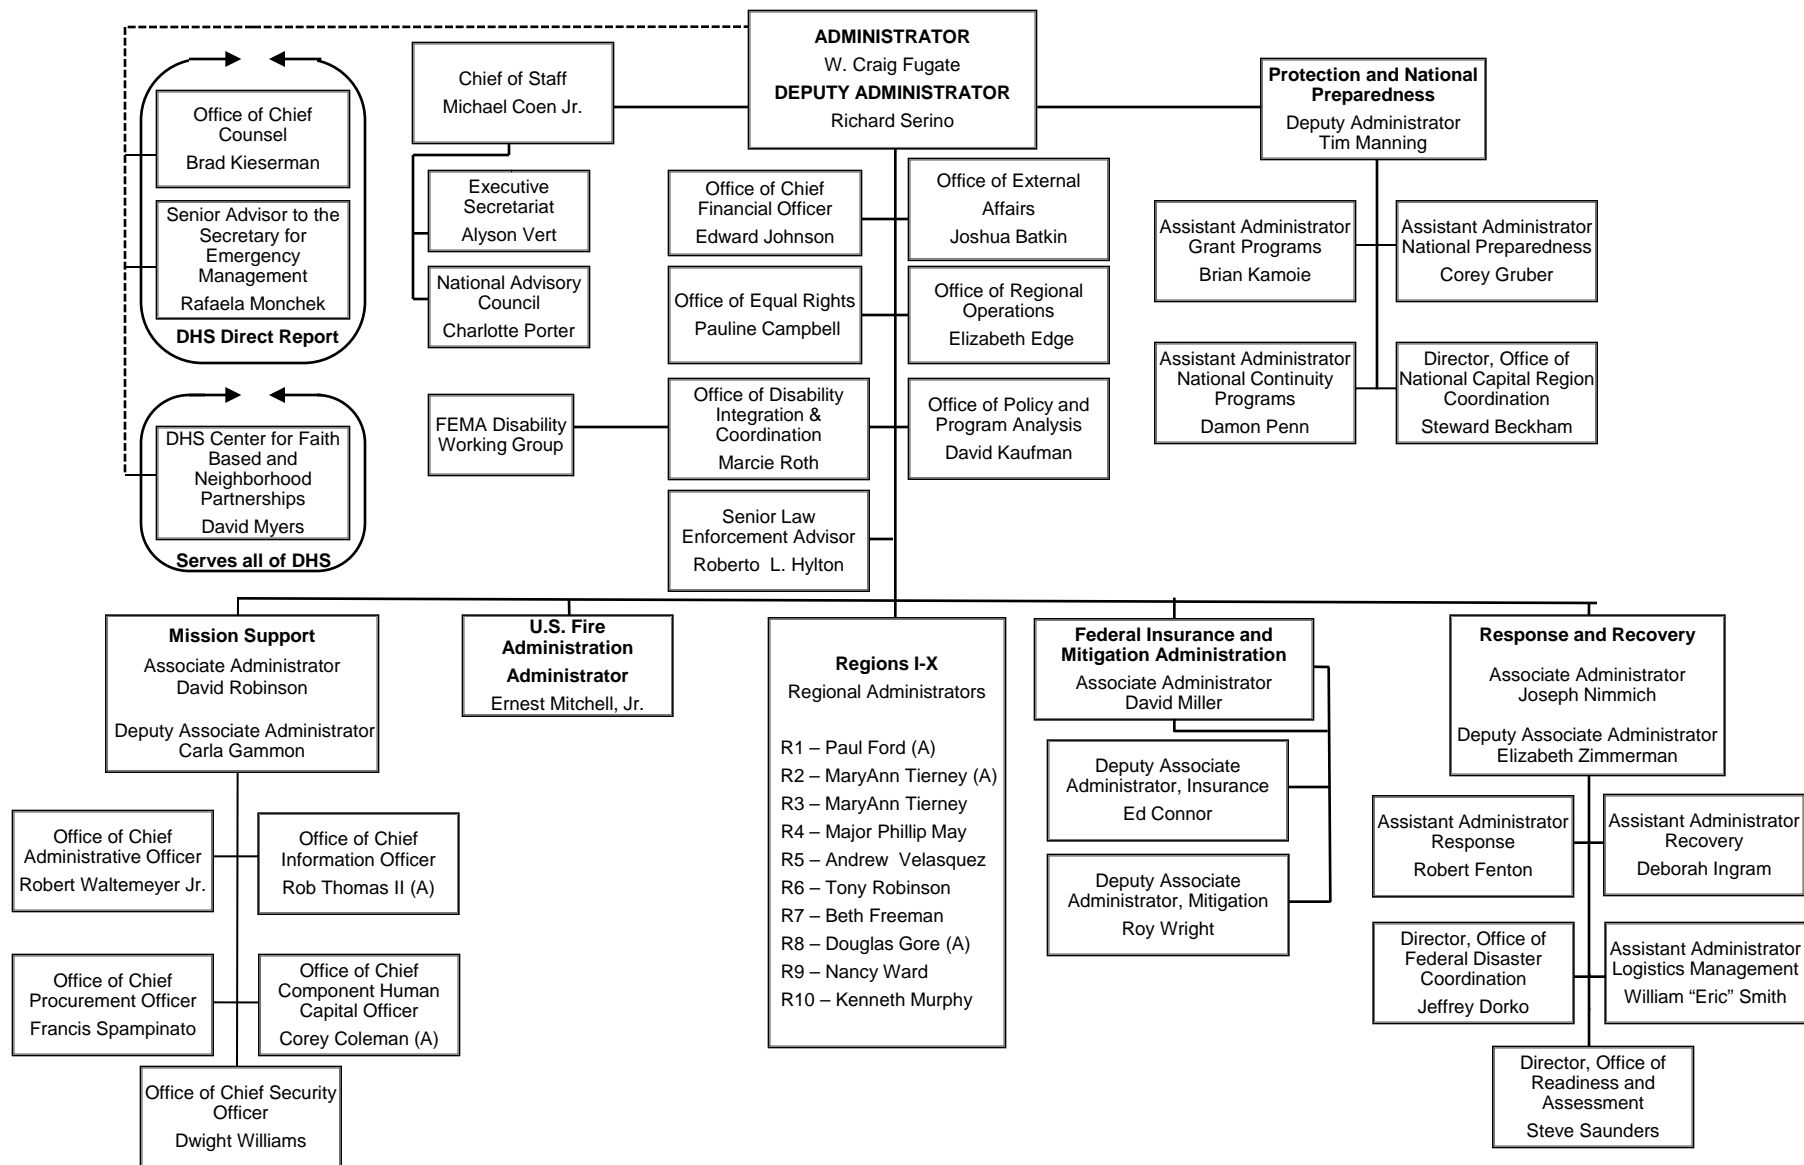 ADMINISTRATOR
W. Craig Fugate
DEPUTY ADMINISTRATOR
Richard Serino
Chief of Staff
Michael Coen Jr.
Protection and National
Preparedness
Deputy Administrator
Tim Manning
Office of Chief
Counsel
Brad Kieserman
Senior Advisor to the
Secretary for
Emergency
Management
Rafaela Monchek
DHS Direct Report
DHS Center for Faith
Based and
Neighborhood
Partnerships
David Myers
Serves all of DHS
Executive
Secretariat
Alyson Vert
National Advisory
Council
Charlotte Porter
FEMA Disability
Working Group
Office of Chief
Financial Officer
Edward Johnson
Office of External
Affairs
Joshua Batkin
Office of Equal Rights
Pauline Campbell
Office of Regional
Operations
Elizabeth Edge
Office of Disability
Integration &
Coordination
Marcie Roth
Office of Policy and
Program Analysis
David Kaufman
Senior Law
Enforcement Advisor
Roberto L. Hylton
Assistant Administrator
Grant Programs
Brian Kamoie
Assistant Administrator
National Preparedness
Corey Gruber
Assistant Administrator
National Continuity
Programs
Damon Penn
Director, Office of
National Capital Region
Coordination
Steward Beckham
Mission Support
Associate Administrator
David Robinson
Deputy Associate Administrator
Carla Gammon
Office of Chief
Administrative Officer
Robert Waltemeyer Jr.
Office of Chief
Information Officer
Rob Thomas II (A)
Office of Chief
Procurement Officer
Francis Spampinato
Office of Chief
Component Human
Capital Officer
Corey Coleman (A)
Office of Chief Security
Officer
Dwight Williams
U.S. Fire
Administration
Administrator
Ernest Mitchell, Jr.
Regions I-X
Regional Administrators
R1 – Paul Ford (A)
R2 – MaryAnn Tierney (A)
R3 – MaryAnn Tierney
R4 – Major Phillip May
R5 – Andrew Velasquez
R6 – Tony Robinson
R7 – Beth Freeman
R8 – Douglas Gore (A)
R9 – Nancy Ward
R10 – Kenneth Murphy
Federal Insurance and
Mitigation Administration
Associate Administrator
David Miller
Deputy Associate
Administrator, Insurance
Ed Connor
Deputy Associate
Administrator, Mitigation
Roy Wright
Response and Recovery
Associate Administrator
Joseph Nimmich
Deputy Associate Administrator
Elizabeth Zimmerman
Assistant Administrator
Response
Robert Fenton
Assistant Administrator
Recovery
Deborah Ingram
Director, Office of
Federal Disaster
Coordination
Jeffrey Dorko
Assistant Administrator
Logistics Management
William “Eric” Smith
Director, Office of
Readiness and
Assessment
Steve Saunders